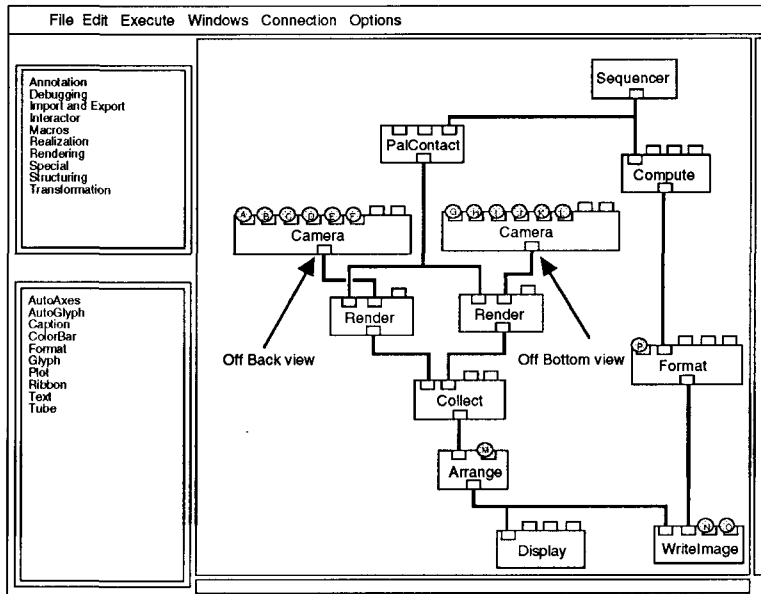 File Edit Execute Windows Connection Options
Annotation
Debugging
Import and Export
Interactor
Macros
Realization
Rendering
Special
Structuring
Transformation
AutoAxes
AutoGlyph
Caption
ColorBar
Format
Glyph
Plot
Ribbon
Text
Tube
Sequencer
PalContact
Compute
A B C D E F
Camera
G H I J K L
Camera
Render
Render
Off Back view
Off Bottom view
P
Format
Collect
M
Arrange
N O
Display
WriteImage